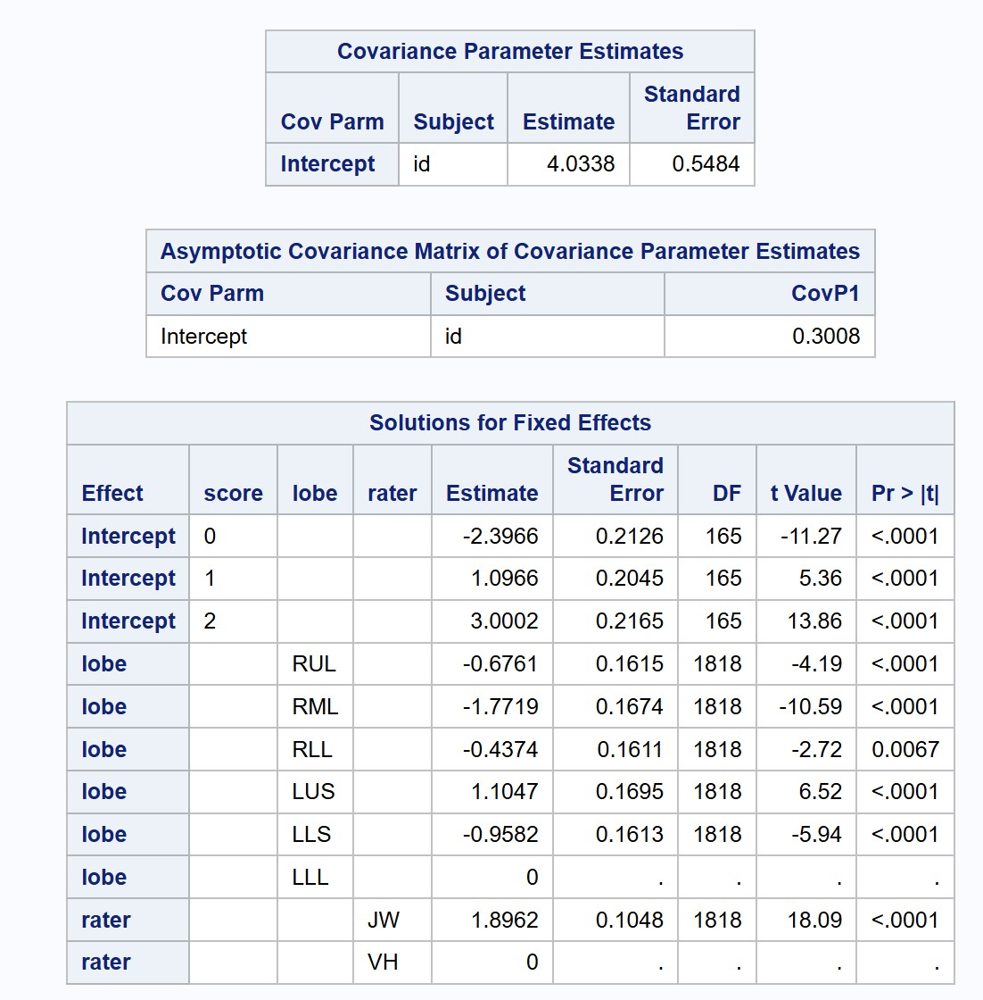 Covariance Parameter Estimates
Cov Parm Subject Estimate Standard Error
Intercept id 4.0338 0.5484
Asymptotic Covariance Matrix of Covariance Parameter Estimates
Cov Parm Subject CovP1
Intercept id 0.3008
Solutions for Fixed Effects
Effect score lobe rater Estimate Standard Error DF t Value Pr > |t|
Intercept 0 -2.3966 0.2126 165 -11.27 <.0001
Intercept 1 1.0966 0.2045 165 5.36 <.0001
Intercept 2 3.0002 0.2165 165 13.86 <.0001
lobe RUL -0.6761 0.1615 1818 -4.19 <.0001
lobe RML -1.7719 0.1674 1818 -10.59 <.0001
lobe RLL -0.4374 0.1611 1818 -2.72 0.0067
lobe LUS 1.1047 0.1695 1818 6.52 <.0001
lobe LLS -0.9582 0.1613 1818 -5.94 <.0001
lobe LLL 0 . . . .
rater JW 1.8962 0.1048 1818 18.09 <.0001
rater VH 0 . . . .